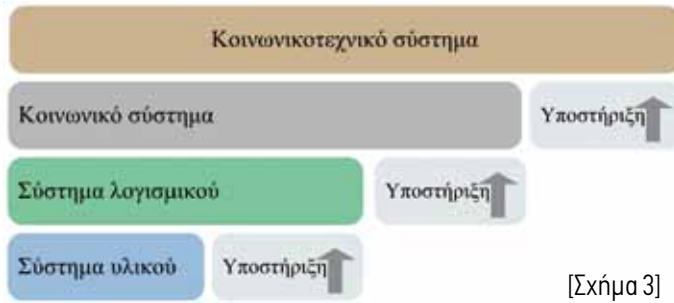 Κοινωνικοτεχνικό σύστημα
Κοινωνικό σύστημα Υποστήριξη
Σύστημα λογισμικού Υποστήριξη
Σύστημα υλικού Υποστήριξη
[Σχήμα 3]